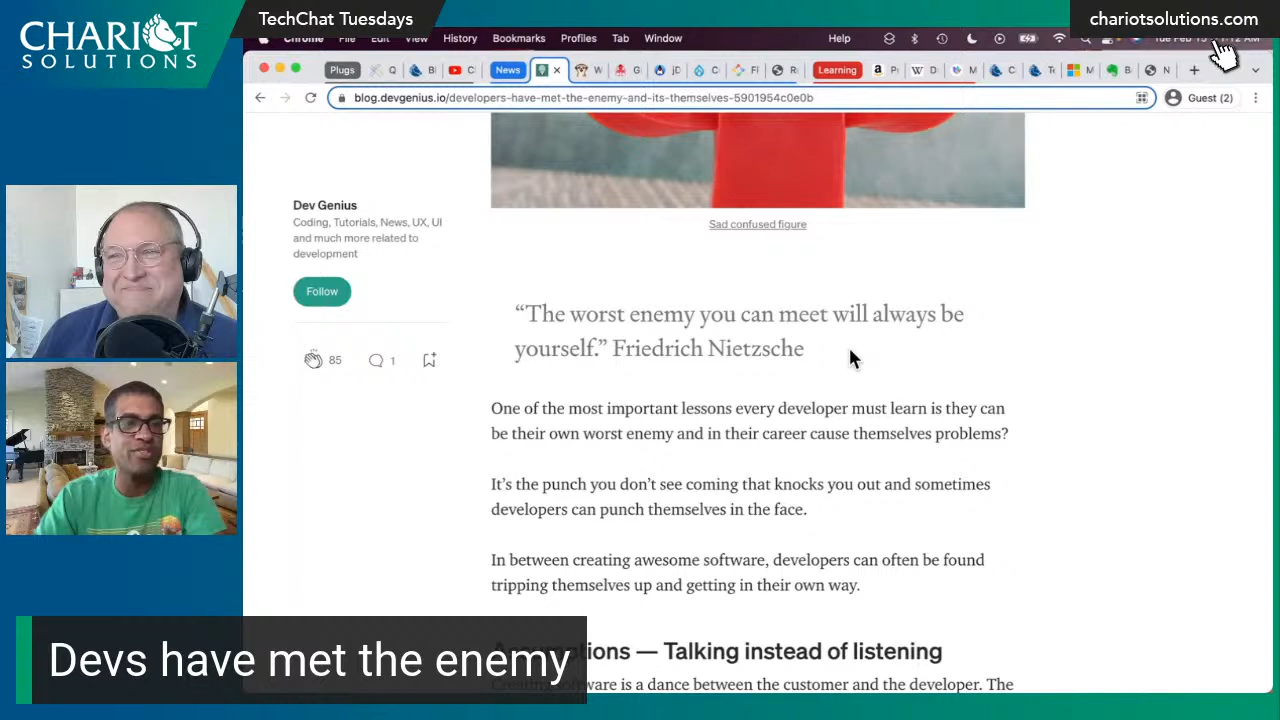 CHARIOT
SOLUTIONS
TechChat Tuesdays
chariotsolutions.com
Chrome File Edit View History Bookmarks Profiles Tab Window Help
Plugs
News
Learning
blog.devgenius.io/developers-have-met-the-enemy-and-its-themselves-5901954c0e0b
Guest (2)
Sad confused figure
Dev Genius
Coding, Tutorials, News, UX, UI
and much more related to
development
Follow
85
1
“The worst enemy you can meet will always be
yourself.” Friedrich Nietzsche
One of the most important lessons every developer must learn is they can
be their own worst enemy and in their career cause themselves problems?
It’s the punch you don’t see coming that knocks you out and sometimes
developers can punch themselves in the face.
In between creating awesome software, developers can often be found
tripping themselves up and getting in their own way.
Assumptions — Talking instead of listening
Creating software is a dance between the customer and the developer. The
Devs have met the enemy